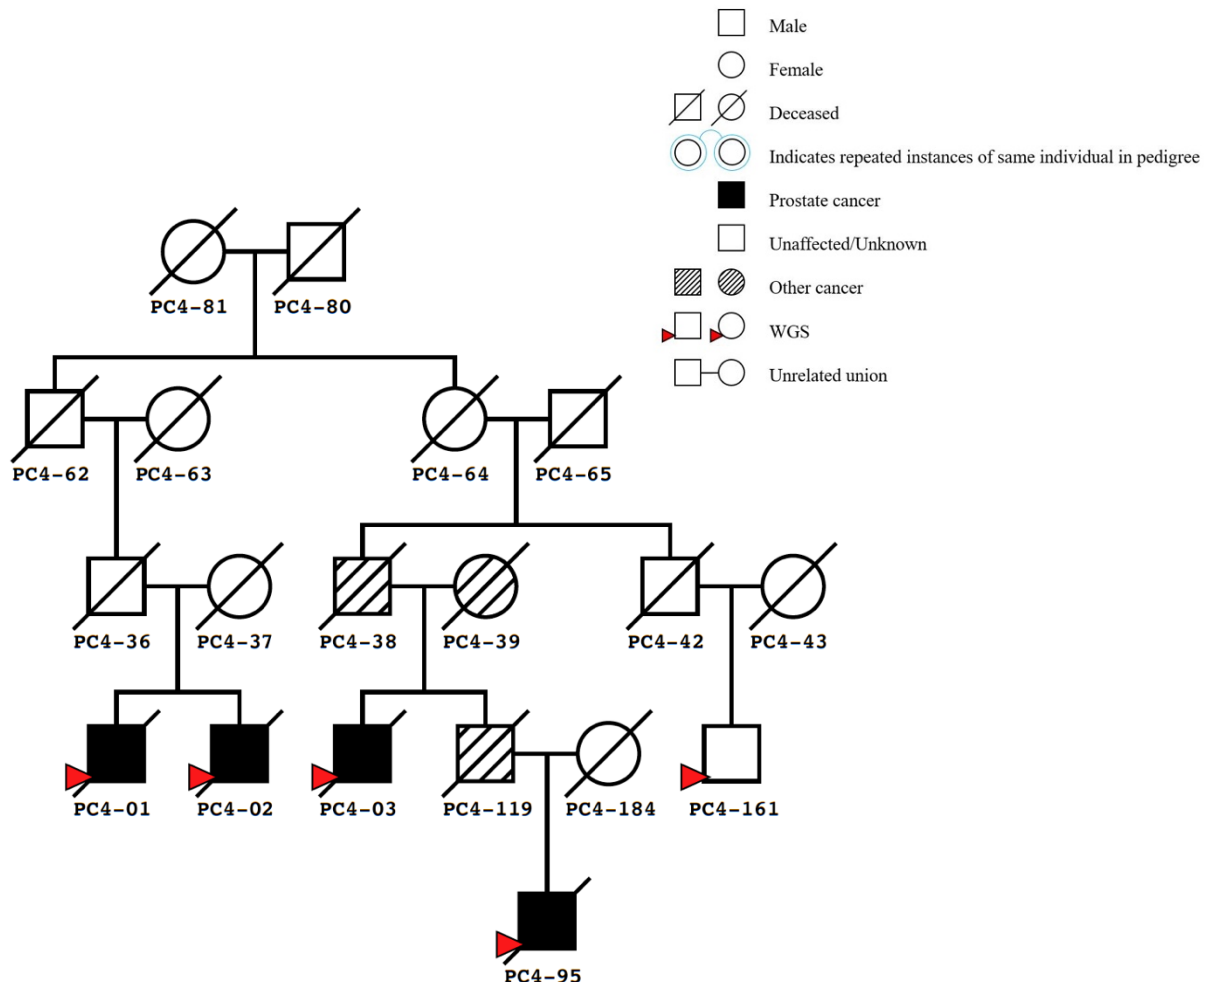 Male
Female
Deceased
Indicates repeated instances of same individual in pedigree
Prostate cancer
Unaffected/Unknown
Other cancer
WGS
Unrelated union
PC4-81 PC4-80
PC4-62 PC4-63 PC4-64 PC4-65
PC4-36 PC4-37 PC4-38 PC4-39 PC4-42 PC4-43
PC4-01 PC4-02 PC4-03 PC4-119 PC4-184 PC4-161
PC4-95